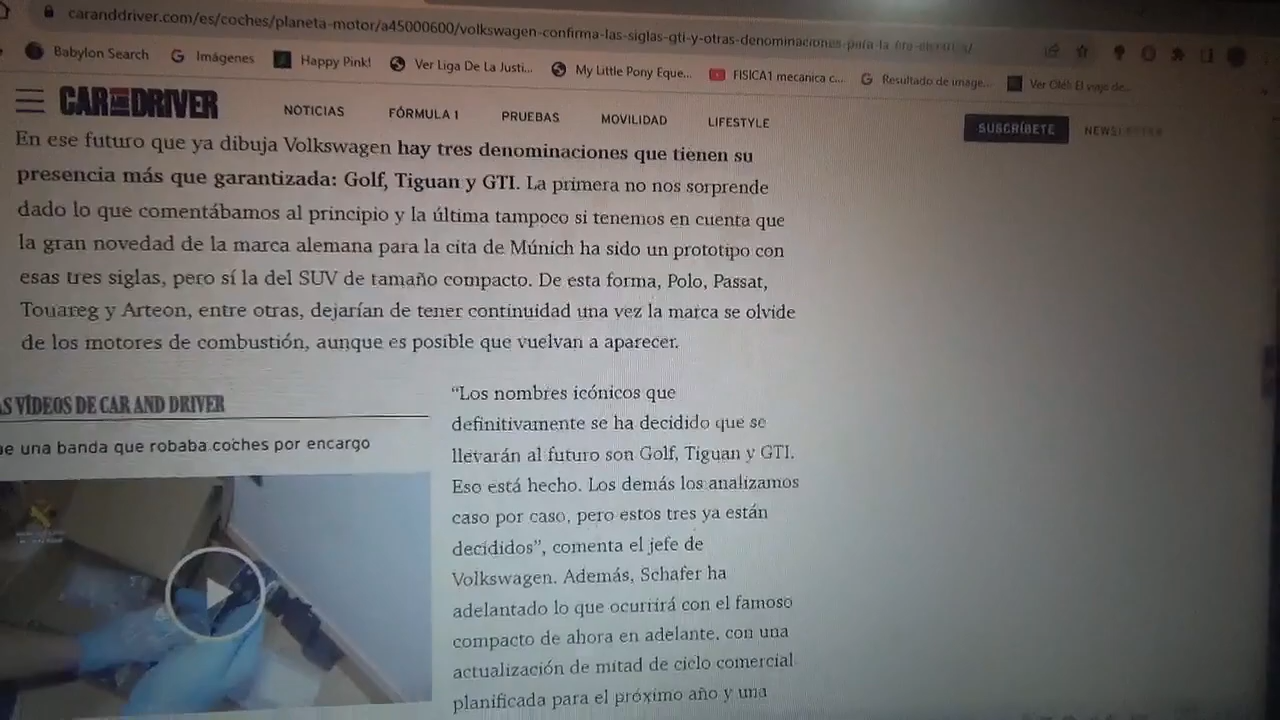 caranddriver.com/es/coches/planeta-motor/a45000600/volkswagen-confirma-las-siglas-gti-y-otras-denominaciones-para-la
Babylon Search Imágenes Happy Pink! Ver Liga De La Justi... My Little Pony Eque... FISICA1 mecanica c... Resultado de image... Ver Olé! El viaje de...
CAR AND DRIVER NOTICIAS FÓRMULA 1 PRUEBAS MOVILIDAD LIFESTYLE SUSCRÍBETE NEWSLETTER
En ese futuro que ya dibuja Volkswagen hay tres denominaciones que tienen su
presencia más que garantizada: Golf, Tiguan y GTI. La primera no nos sorprende
dado lo que comentábamos al principio y la última tampoco si tenemos en cuenta que
la gran novedad de la marca alemana para la cita de Múnich ha sido un prototipo con
esas tres siglas, pero sí la del SUV de tamaño compacto. De esta forma, Polo, Passat,
Touareg y Arteon, entre otras, dejarían de tener continuidad una vez la marca se olvide
de los motores de combustión, aunque es posible que vuelvan a aparecer.
AS VÍDEOS DE CAR AND DRIVER
ae una banda que robaba coches por encargo
“Los nombres icónicos que
definitivamente se ha decidido que se
llevarán al futuro son Golf, Tiguan y GTI.
Eso está hecho. Los demás los analizamos
caso por caso, pero estos tres ya están
decididos”, comenta el jefe de
Volkswagen. Además, Schafer ha
adelantado lo que ocurrirá con el famoso
compacto de ahora en adelante, con una
actualización de mitad de ciclo comercial
planificada para el próximo año y una